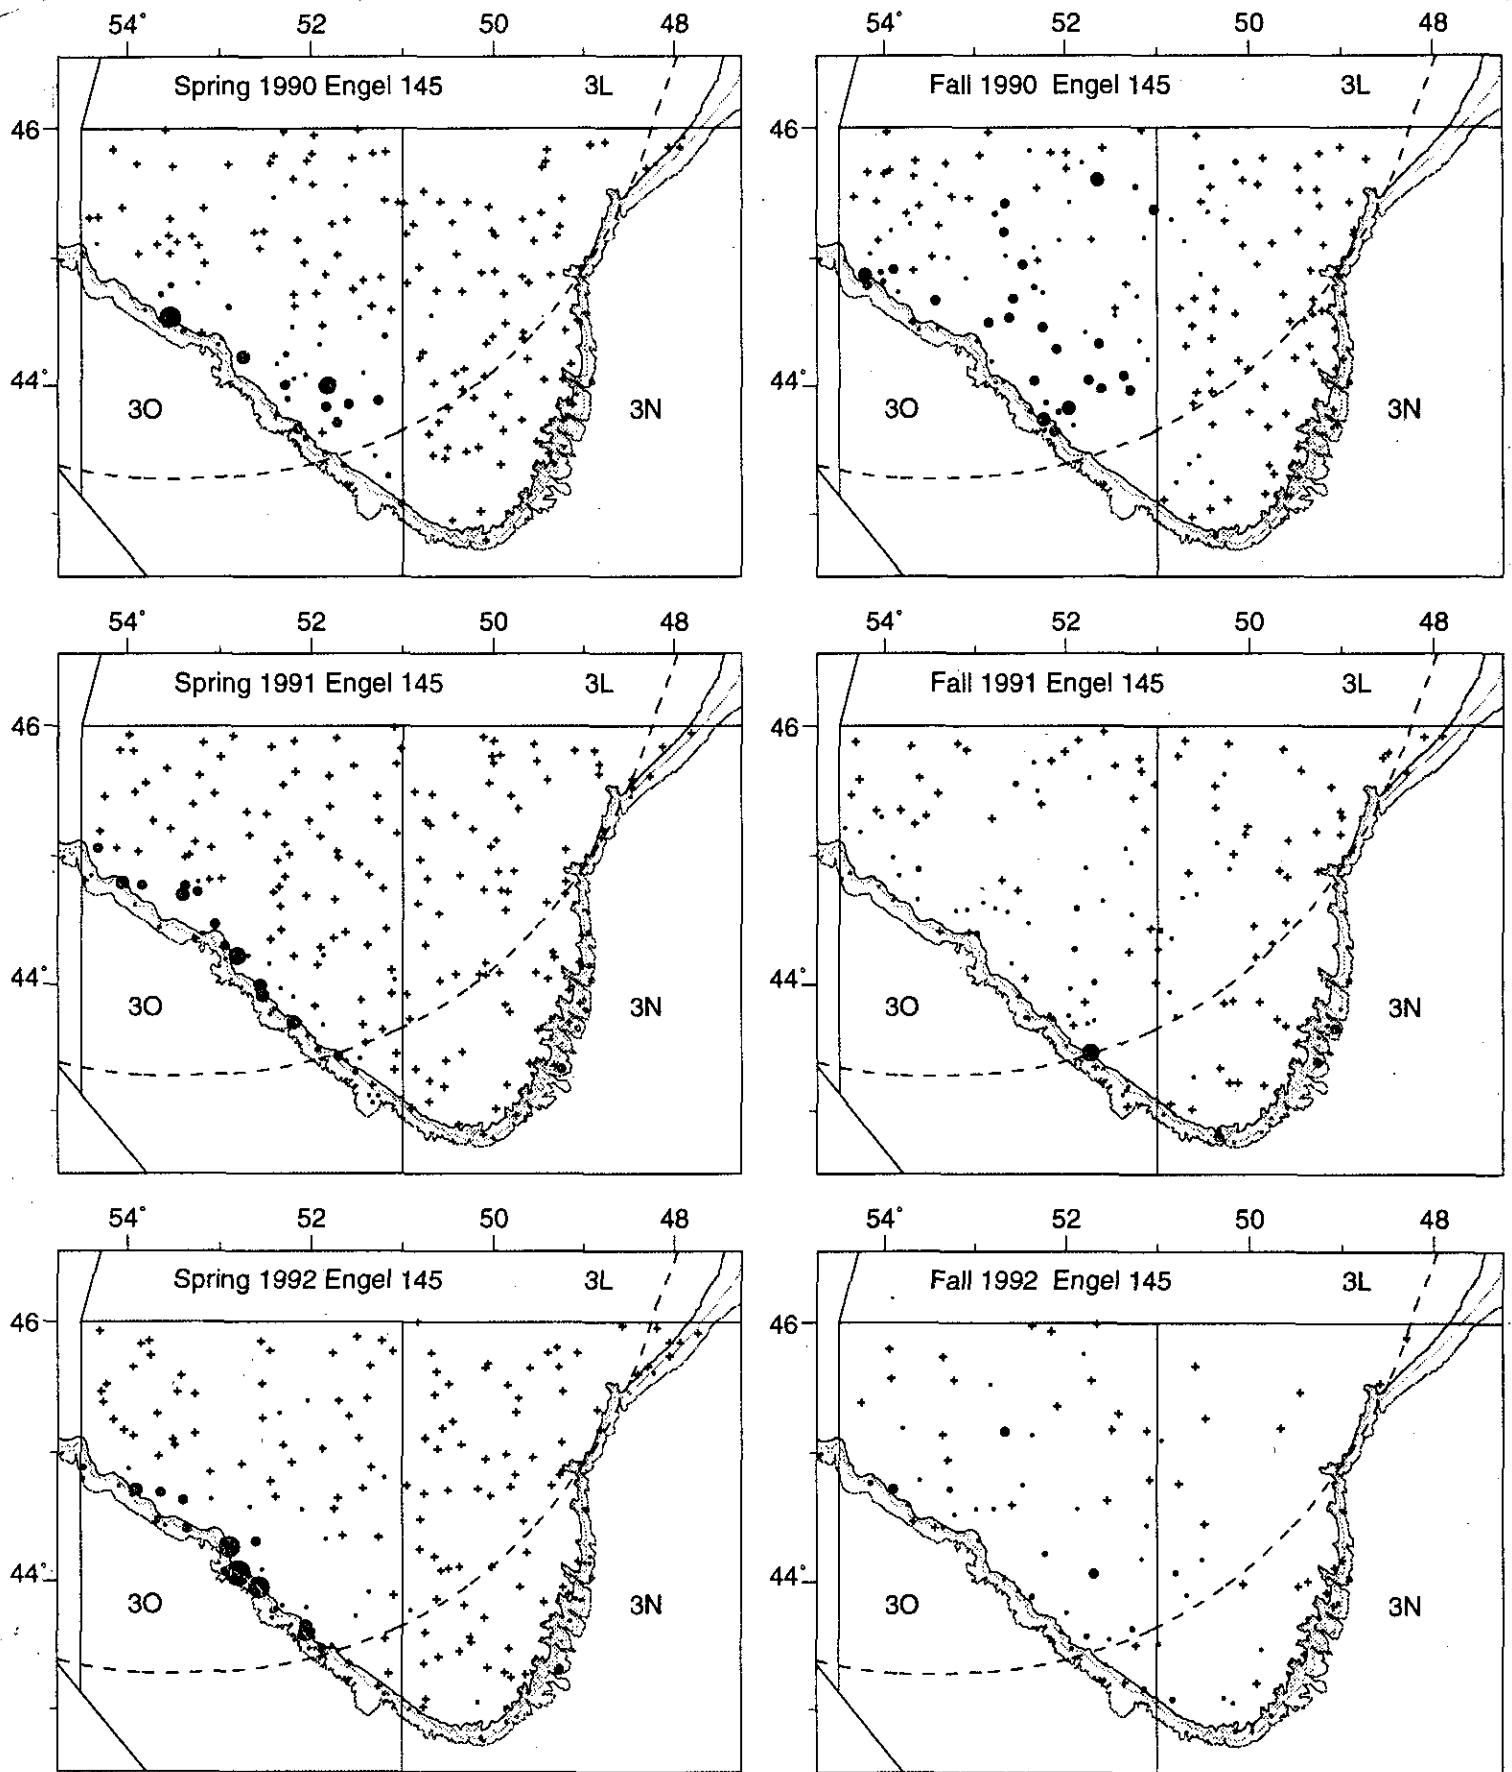 54° 52 50 48
54° 52 50 48
Spring 1990 Engel 145 3L
Fall 1990 Engel 145 3L
46
46
44°
44°
3O 3N
3O 3N
54° 52 50 48
54° 52 50 48
Spring 1991 Engel 145 3L
Fall 1991 Engel 145 3L
46
46
44°
44°
3O 3N
3O 3N
54° 52 50 48
54° 52 50 48
Spring 1992 Engel 145 3L
Fall 1992 Engel 145 3L
46
46
44°
44°
3O 3N
3O 3N